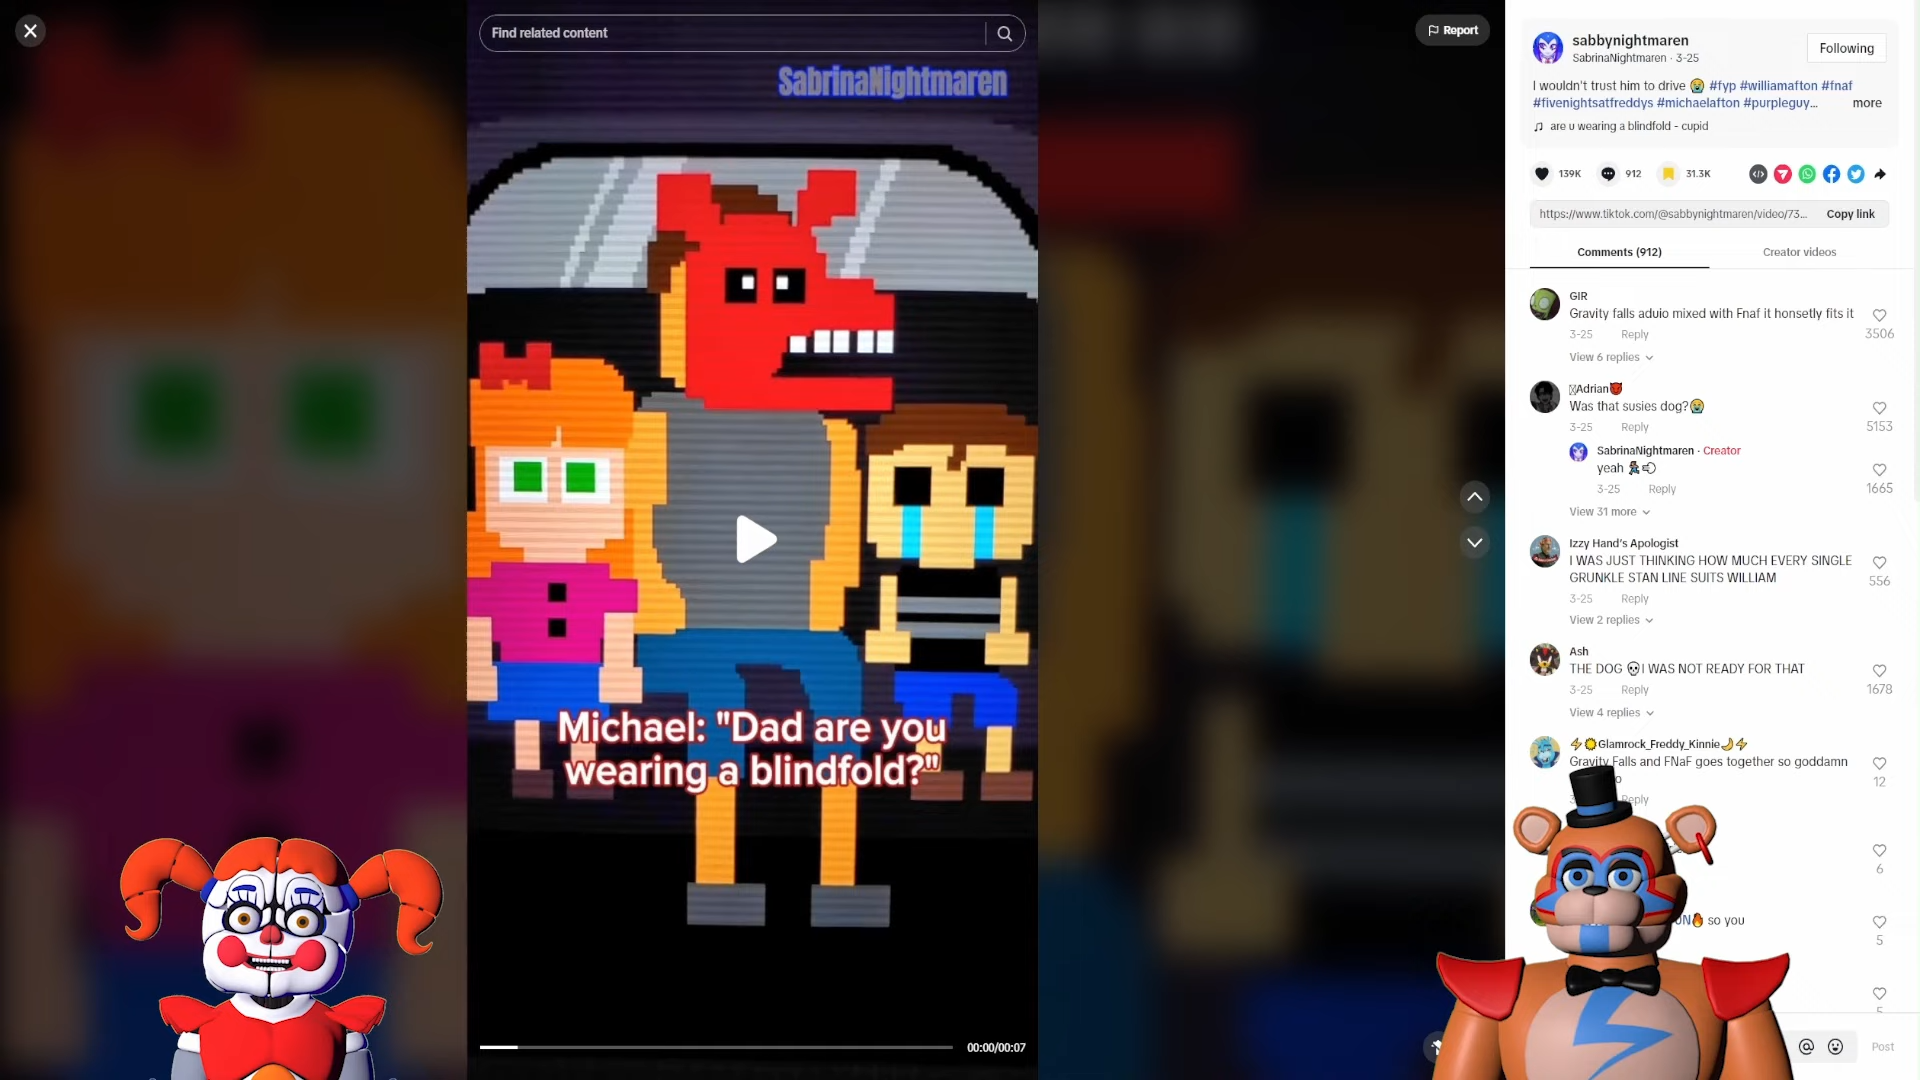 Find related content
Report
SabrinaNightmaren
Michael: "Dad are you
wearing a blindfold?"
00:00/00:07
sabbynightmaren
SabrinaNightmaren · 3-25
Following
I wouldn't trust him to drive 😭 #fyp #williamafton #fnaf
#fivenightsatfreddys #michaelafton #purpleguy...
more
are u wearing a blindfold - cupid
139K
912
31.3K
https://www.tiktok.com/@sabbynightmaren/video/73...
Copy link
Comments (912)
Creator videos
GIR
Gravity falls aduio mixed with Fnaf it honsetly fits it
3-25
Reply
3506
View 6 replies
Adrian😈
Was that susies dog?😭
3-25
Reply
5153
SabrinaNightmaren · Creator
yeah 🏃💨
3-25
Reply
1665
View 31 more
Izzy Hand's Apologist
I WAS JUST THINKING HOW MUCH EVERY SINGLE
GRUNKLE STAN LINE SUITS WILLIAM
3-25
Reply
556
View 2 replies
Ash
THE DOG 💀I WAS NOT READY FOR THAT
3-25
Reply
1678
View 4 replies
⚡🌞Glamrock_Freddy_Kinnie🌙⚡
Gravity Falls and FNaF goes together so goddamn
Reply
12
6
so you
5
Post